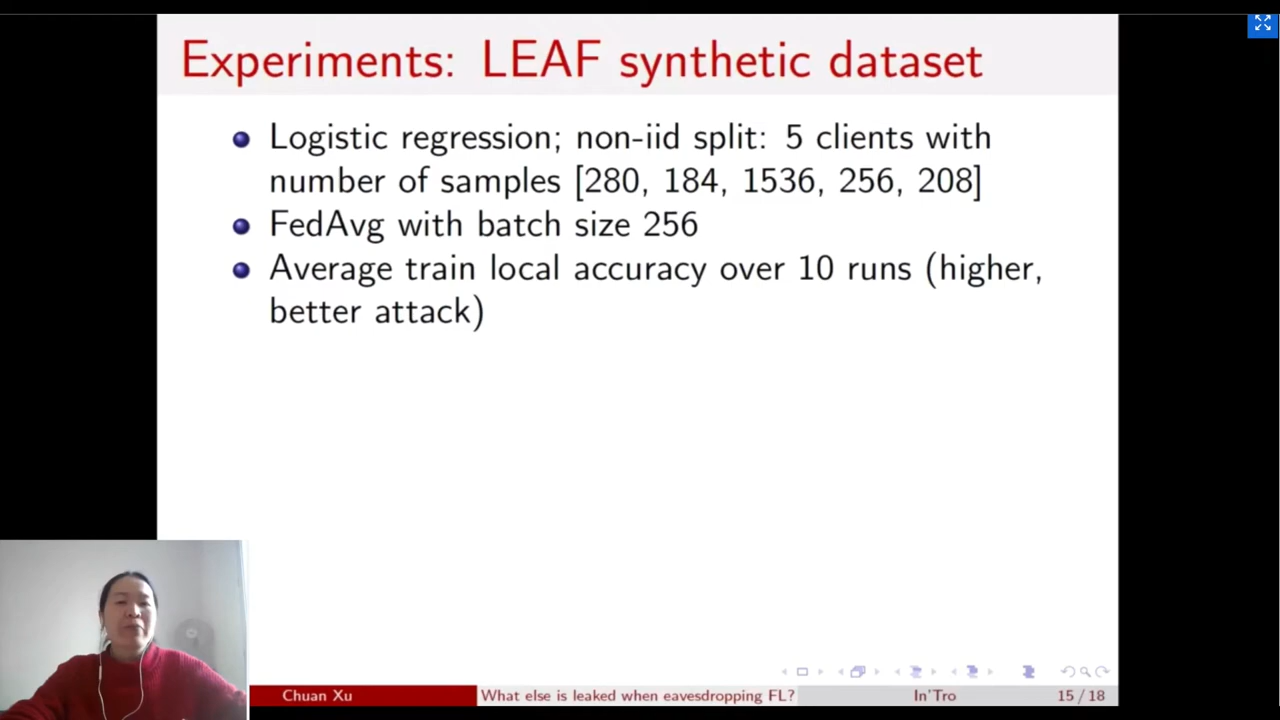 Experiments: LEAF synthetic dataset
Logistic regression; non-iid split: 5 clients with
number of samples [280, 184, 1536, 256, 208]
FedAvg with batch size 256
Average train local accuracy over 10 runs (higher,
better attack)
Chuan Xu
What else is leaked when eavesdropping FL?
In'Tro
15 / 18